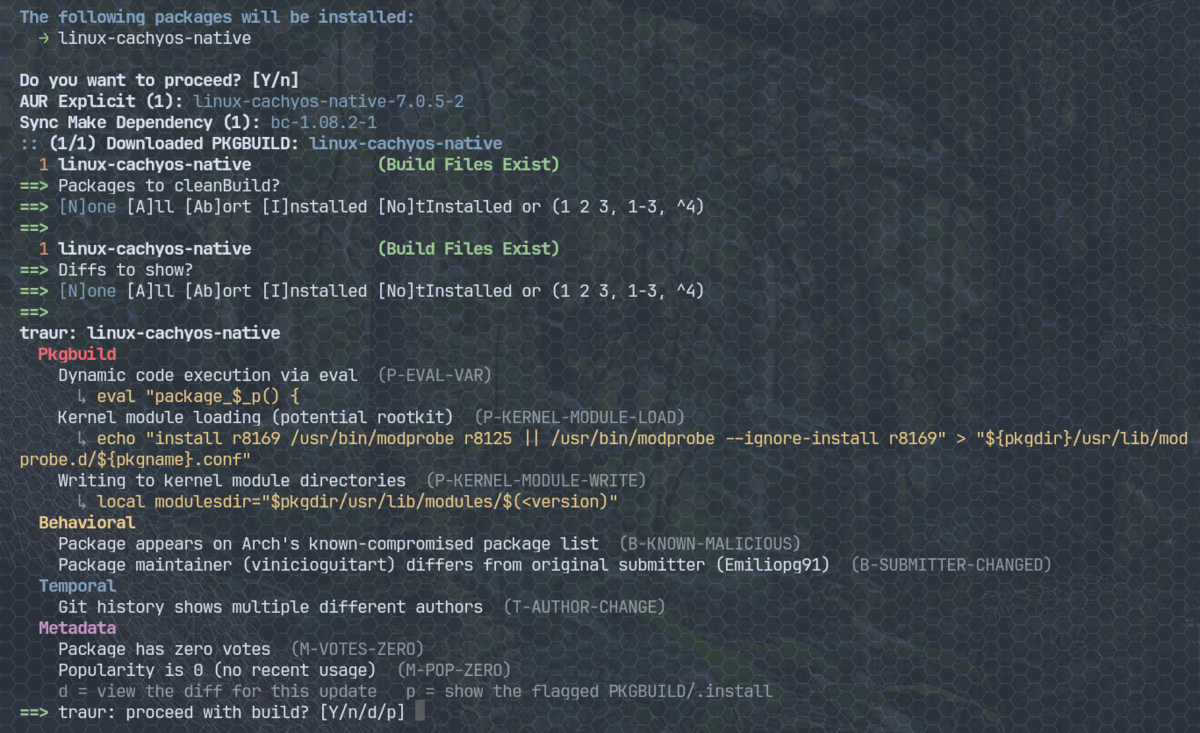 The following packages will be installed:
→ linux-cachyos-native
Do you want to proceed? [Y/n]
AUR Explicit (1): linux-cachyos-native-7.0.5-2
Sync Make Dependency (1): bc-1.08.2-1
:: (1/1) Downloaded PKGBUILD: linux-cachyos-native
1 linux-cachyos-native (Build Files Exist)
==> Packages to cleanBuild?
==> [N]one [A]ll [Ab]ort [I]nstalled [No]tInstalled or (1 2 3, 1-3, ^4)
==>
1 linux-cachyos-native (Build Files Exist)
==> Diffs to show?
==> [N]one [A]ll [Ab]ort [I]nstalled [No]tInstalled or (1 2 3, 1-3, ^4)
==>
traur: linux-cachyos-native
Pkgbuild
Dynamic code execution via eval (P-EVAL-VAR)
↳ eval "package_$_p() {
Kernel module loading (potential rootkit) (P-KERNEL-MODULE-LOAD)
↳ echo "install r8169 /usr/bin/modprobe r8125 || /usr/bin/modprobe --ignore-install r8169" > "${pkgdir}/usr/lib/mod
probe.d/${pkgname}.conf"
Writing to kernel module directories (P-KERNEL-MODULE-WRITE)
↳ local modulesdir="$pkgdir/usr/lib/modules/$(<version)"
Behavioral
Package appears on Arch's known-compromised package list (B-KNOWN-MALICIOUS)
Package maintainer (vinicioguitart) differs from original submitter (Emiliopg91) (B-SUBMITTER-CHANGED)
Temporal
Git history shows multiple different authors (T-AUTHOR-CHANGE)
Metadata
Package has zero votes (M-VOTES-ZERO)
Popularity is 0 (no recent usage) (M-POP-ZERO)
d = view the diff for this update p = show the flagged PKGBUILD/.install
==> traur: proceed with build? [Y/n/d/p]